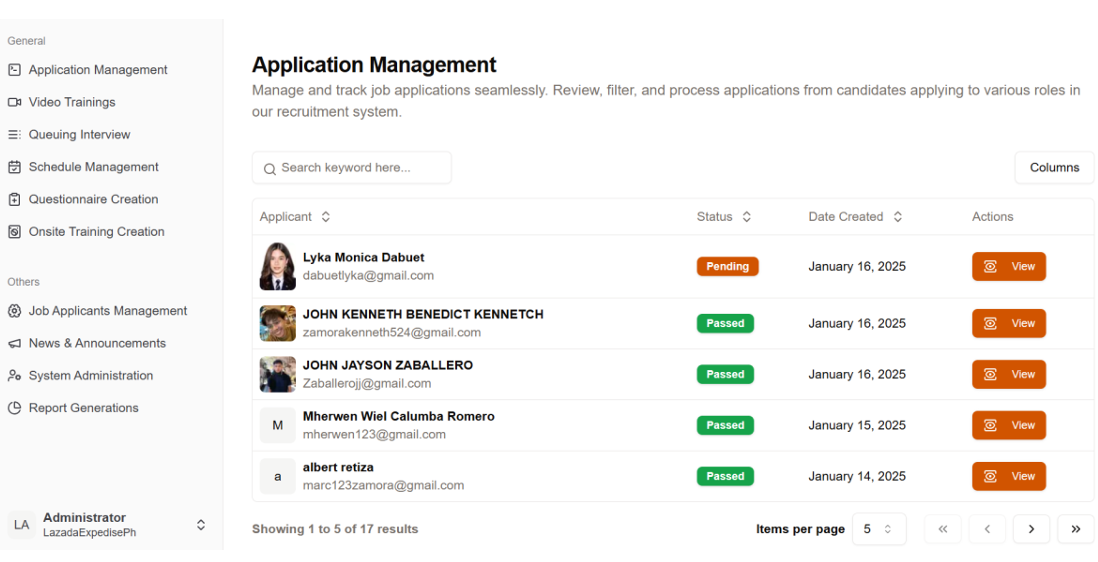 General
Application Management
Video Trainings
Queuing Interview
Schedule Management
Questionnaire Creation
Onsite Training Creation
Others
Job Applicants Management
News & Announcements
System Administration
Report Generations
LA
Administrator
LazadaExpedisePh
Application Management
Manage and track job applications seamlessly. Review, filter, and process applications from candidates applying to various roles in
our recruitment system.
Search keyword here...
Columns
Applicant Status Date Created Actions
Lyka Monica Dabuet
dabuetlyka@gmail.com
Pending January 16, 2025 View
JOHN KENNETH BENEDICT KENNETCH
zamorakenneth524@gmail.com
Passed January 16, 2025 View
JOHN JAYSON ZABALLERO
Zaballerojj@gmail.com
Passed January 16, 2025 View
M
Mherwen Wiel Calumba Romero
mherwen123@gmail.com
Passed January 15, 2025 View
a
albert retiza
marc123zamora@gmail.com
Passed January 14, 2025 View
Showing 1 to 5 of 17 results
Items per page 5